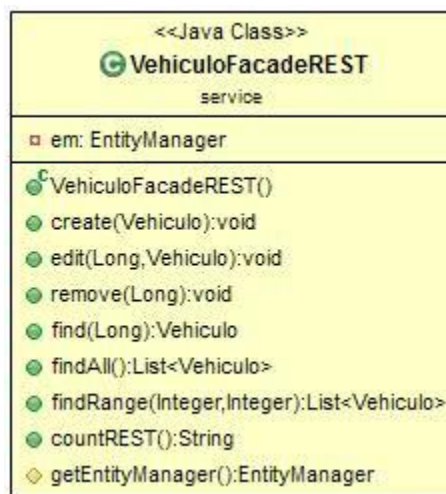 <<Java Class>>
VehiculoFacadeREST
service
em: EntityManager
VehiculoFacadeREST()
create(Vehiculo):void
edit(Long,Vehiculo):void
remove(Long):void
find(Long):Vehiculo
findAll():List<Vehiculo>
findRange(Integer,Integer):List<Vehiculo>
countREST():String
getEntityManager():EntityManager